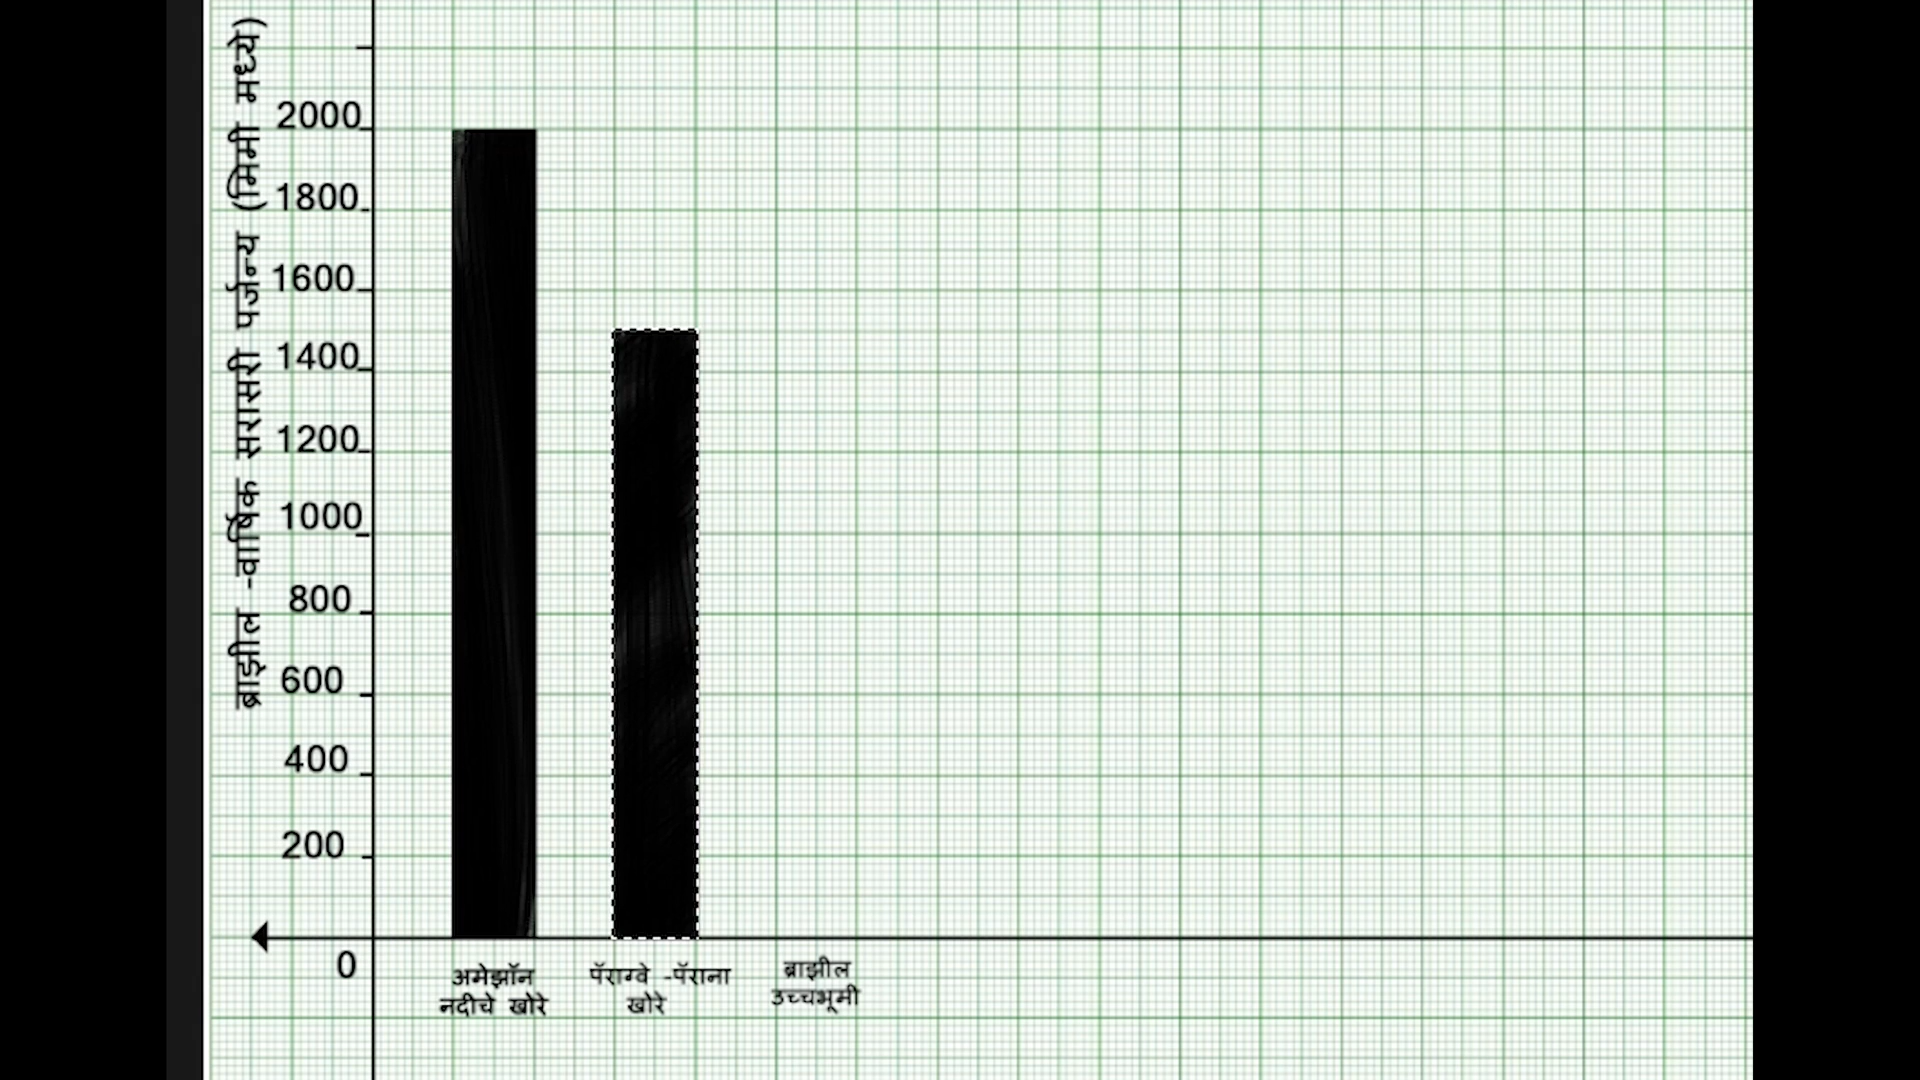 ब्राझील -वार्षिक सरासरी पर्जन्य (मिमी मध्ये)
2000
1800
1600
1400
1200
1000
800
600
400
200
0
अमेझॉन
नदीचे खोरे
पॅराग्वे -पॅराना
खोरे
ब्राझील
उच्चभूमी